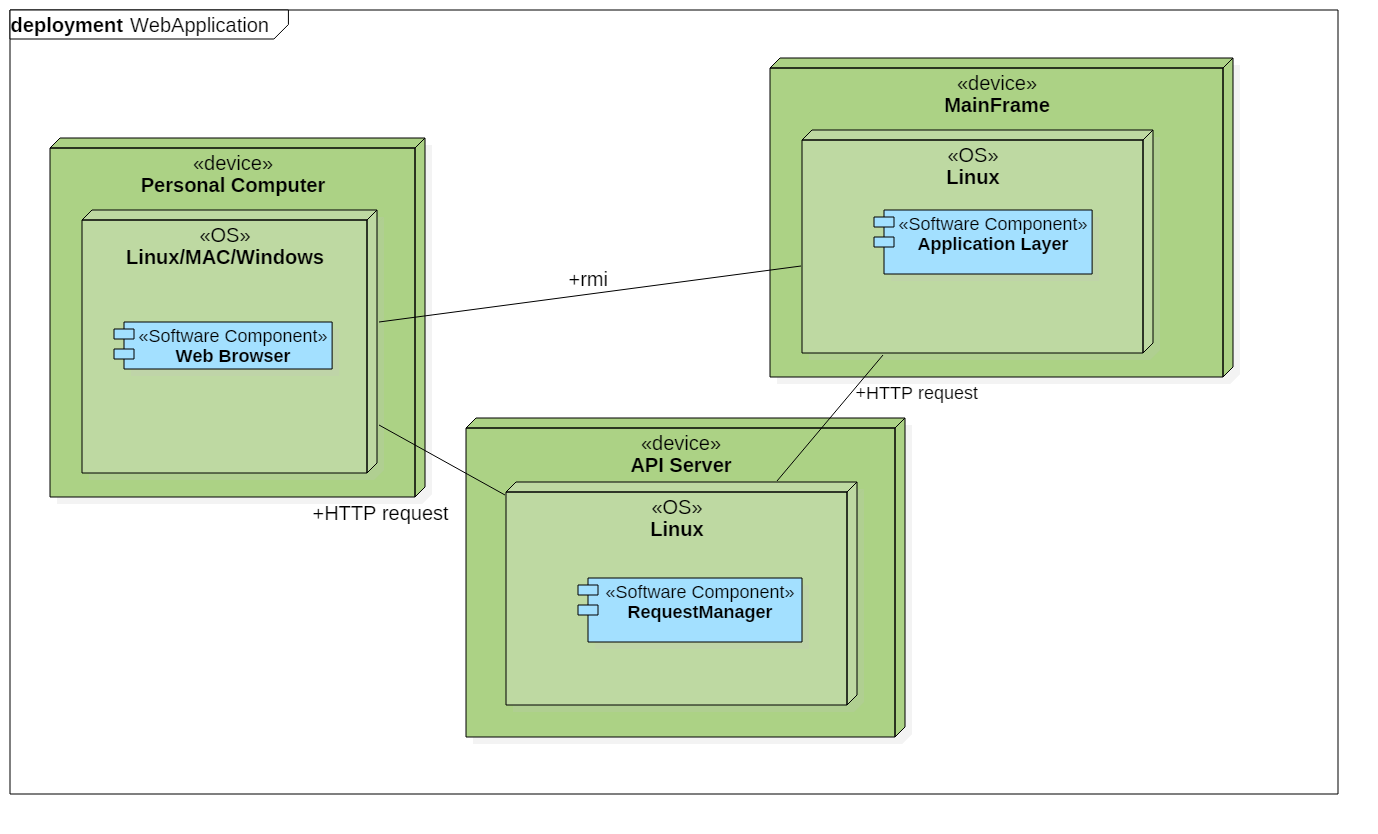 deployment WebApplication
«device»
MainFrame
«OS»
Linux
«Software Component»
Application Layer
«device»
Personal Computer
«OS»
Linux/MAC/Windows
«Software Component»
Web Browser
+rmi
+HTTP request
+HTTP request
«device»
API Server
«OS»
Linux
«Software Component»
RequestManager